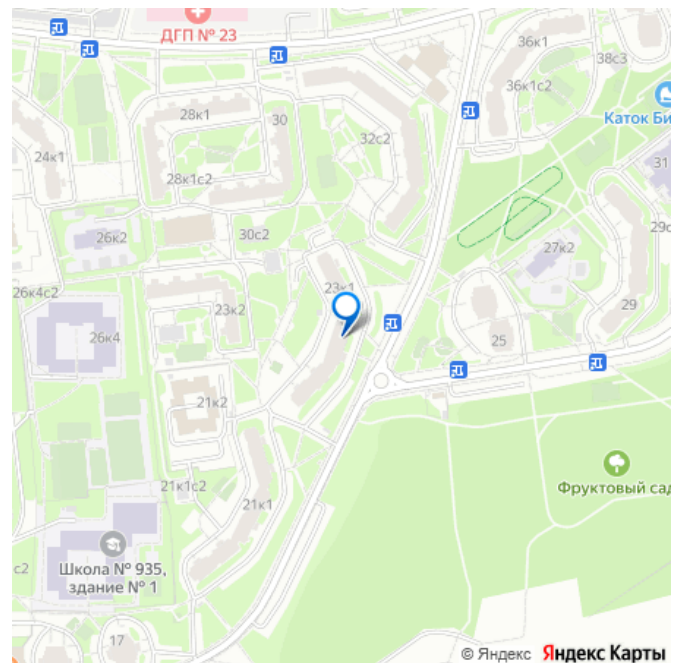 ДГП № 23
36к1
38с3
36к1с2
Каток Би
28к1
30
32с2
24к1
31
28к1с2
26к2
30с2
29с
27к2
23к1
26к4с2
23к2
29
26к4
25
21к2
Фруктовый сад
21к1с2
21к1
Школа № 935,
здание № 1
с2
17
© Яндекс Яндекс Карты